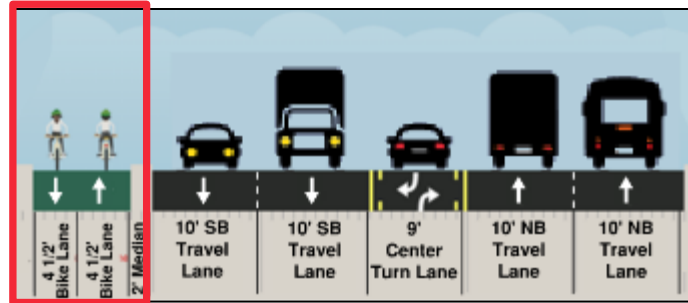 4 1/2'
Bike Lane
4 1/2'
Bike Lane
2' Median
10' SB
Travel
Lane
10' SB
Travel
Lane
9'
Center
Turn Lane
10' NB
Travel
Lane
10' NB
Travel
Lane